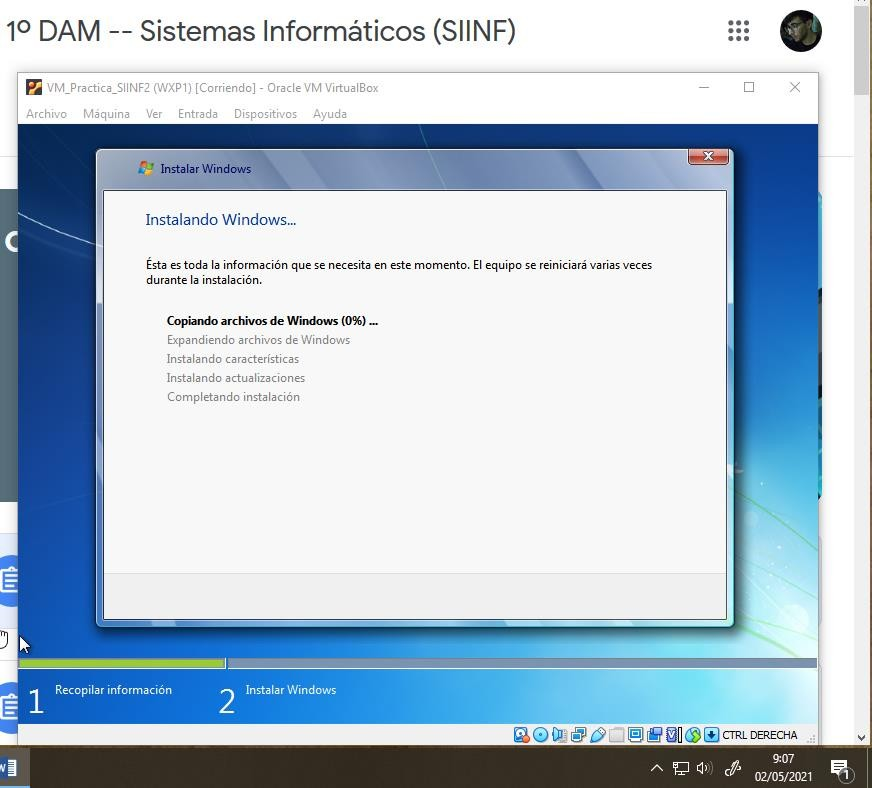 1º DAM -- Sistemas Informáticos (SIINF)
VM_Practica_SIINF2 (WXP1) [Corriendo] - Oracle VM VirtualBox
Archivo Máquina Ver Entrada Dispositivos Ayuda
Instalar Windows
Instalando Windows...
Ésta es toda la información que se necesita en este momento. El equipo se reiniciará varias veces
durante la instalación.
Copiando archivos de Windows (0%) ...
Expandiendo archivos de Windows
Instalando características
Instalando actualizaciones
Completando instalación
1 Recopilar información 2 Instalar Windows
CTRL DERECHA
9:07
02/05/2021
1